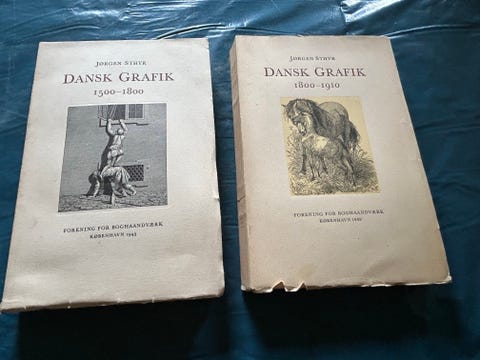 JØRGEN STHYR
DANSK GRAFIK
1500–1800
FORENING FOR BOGHAANDVÆRK
KØBENHAVN 1943
JØRGEN STHYR
DANSK GRAFIK
1800–1910
FORENING FOR BOGHAANDVÆRK
KØBENHAVN